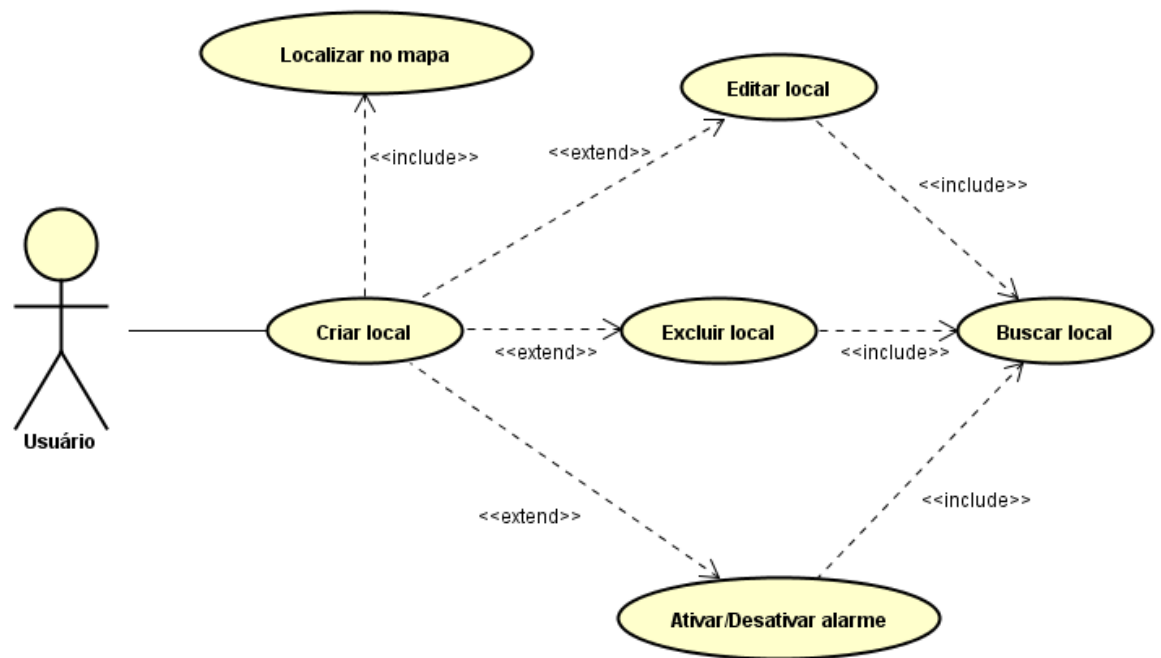 Localizar no mapa
Editar local
<<include>>
<<extend>>
<<include>>
Criar local
Excluir local
Buscar local
<<extend>>
<<include>>
Usuário
<<extend>>
<<include>>
Ativar/Desativar alarme